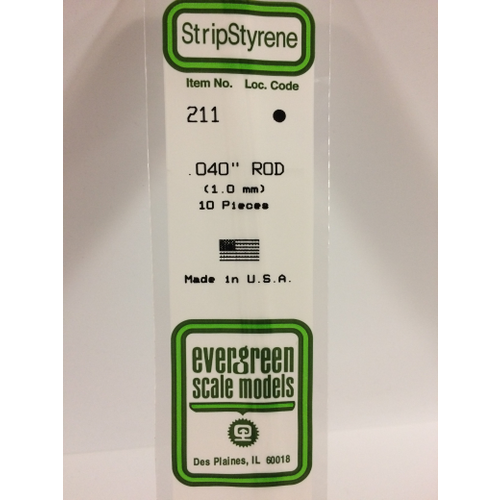 StripStyrene
Item No. Loc. Code
211
.040" ROD
(1.0 mm)
10 Pieces
Made in U.S.A.
evergreen
scale models
Des Plaines, IL 60018